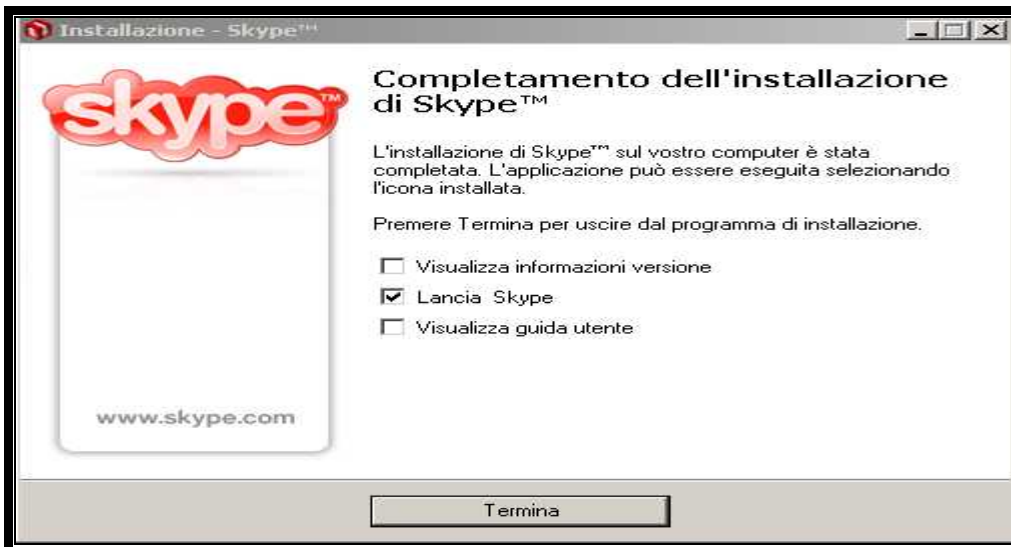 Installazione - Skype™
skype™
Completamento dell'installazione
di Skype™
L'installazione di Skype™ sul vostro computer è stata
completata. L'applicazione può essere eseguita selezionando
l'icona installata.
Premere Termina per uscire dal programma di installazione.
Visualizza informazioni versione
Lancia Skype
Visualizza guida utente
www.skype.com
Termina